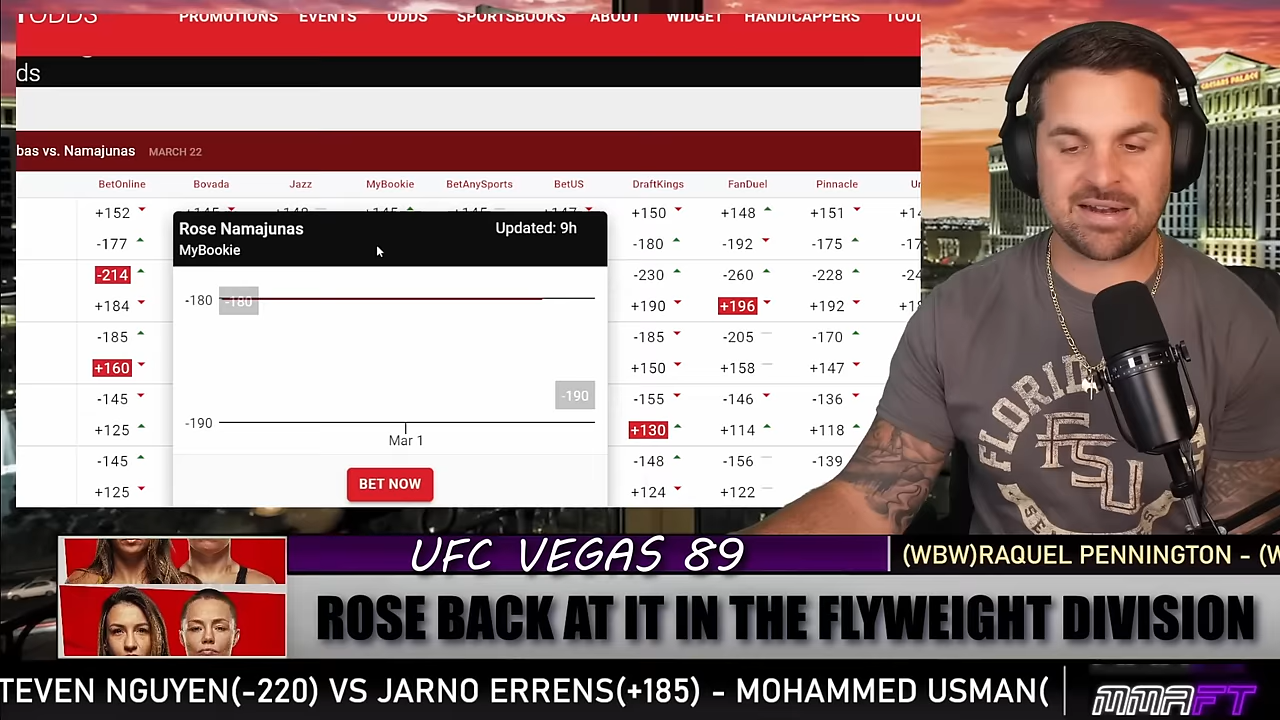 PROMOTIONS EVENTS ODDS SPORTSBOOKS ABOUT WIDGET HANDICAPPERS TOOL
ds
bas vs. Namajunas MARCH 22
BetOnline Bovada Jazz MyBookie BetAnySports BetUS DraftKings FanDuel Pinnacle
+152 +150 +148 +151
-177 -180 -192 -175
-214 -230 -260 -228
+184 +190 +196 +192
-185 -185 -205 -170
+160 +150 +158 +147
-145 -155 -146 -136
+125 +130 +114 +118
-145 -148 -156 -139
+125 +124 +122
Rose Namajunas Updated: 9h
MyBookie
-180 -180
-190
-190
Mar 1
BET NOW
CAESARS PALACE
FLORIDA
FSU
UFC VEGAS 89
(WBW)RAQUEL PENNINGTON - (W
ROSE BACK AT IT IN THE FLYWEIGHT DIVISION
TEVEN NGUYEN(-220) VS JARNO ERRENS(+185) - MOHAMMED USMAN(
MMAFT